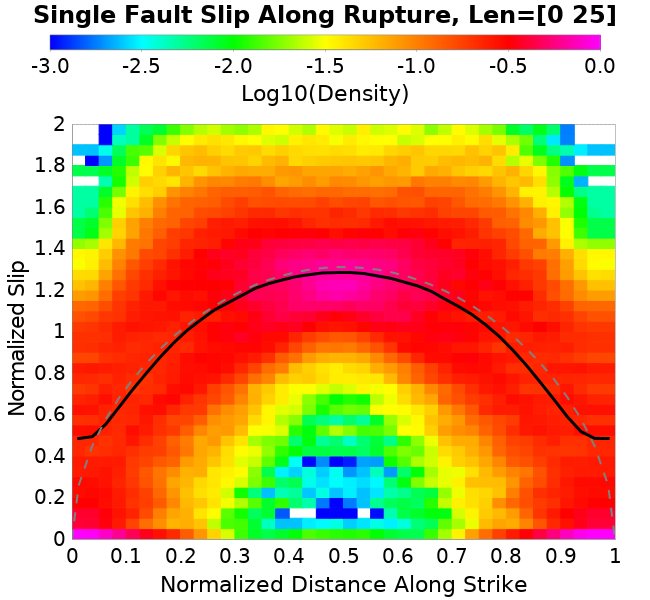 Single Fault Slip Along Rupture, Len=[0 25]
-3.0 -2.5 -2.0 -1.5 -1.0 -0.5 0.0
Log10(Density)
2
1.8
1.6
1.4
1.2
1
0.8
0.6
0.4
0.2
0
Normalized Slip
0 0.1 0.2 0.3 0.4 0.5 0.6 0.7 0.8 0.9 1
Normalized Distance Along Strike